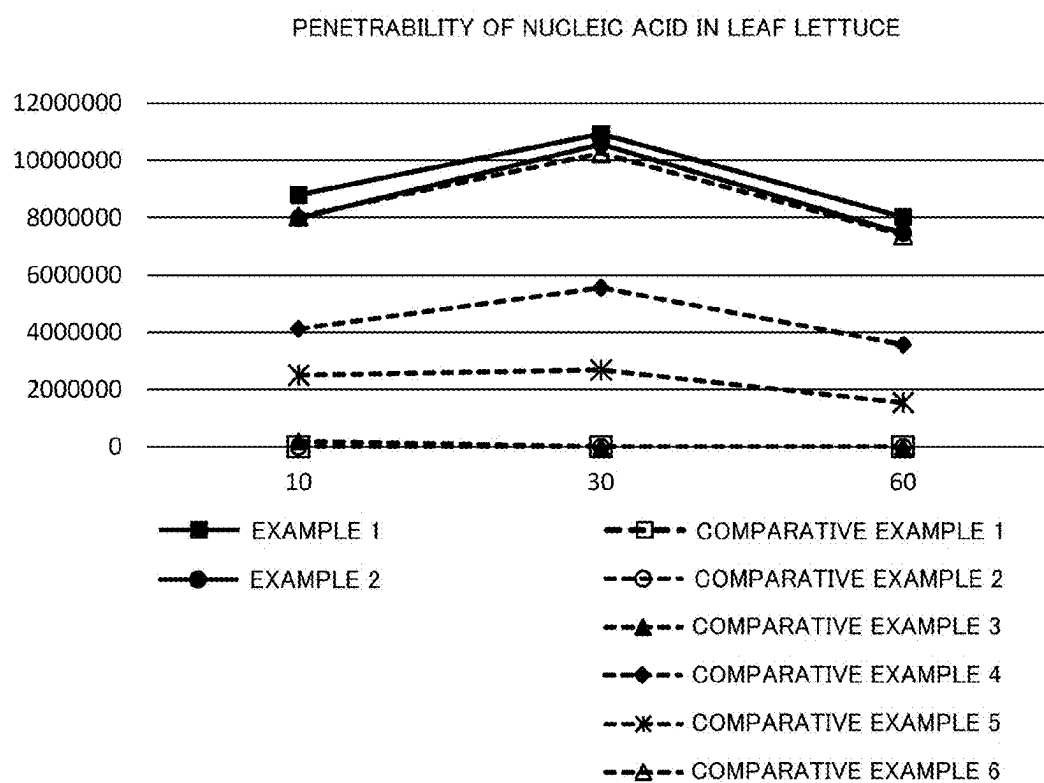 PENETRABILITY OF NUCLEIC ACID IN LEAF LETTUCE
12000000
10000000
8000000
6000000
4000000
2000000
0
10 30 60
EXAMPLE 1
EXAMPLE 2
COMPARATIVE EXAMPLE 1
COMPARATIVE EXAMPLE 2
COMPARATIVE EXAMPLE 3
COMPARATIVE EXAMPLE 4
COMPARATIVE EXAMPLE 5
COMPARATIVE EXAMPLE 6